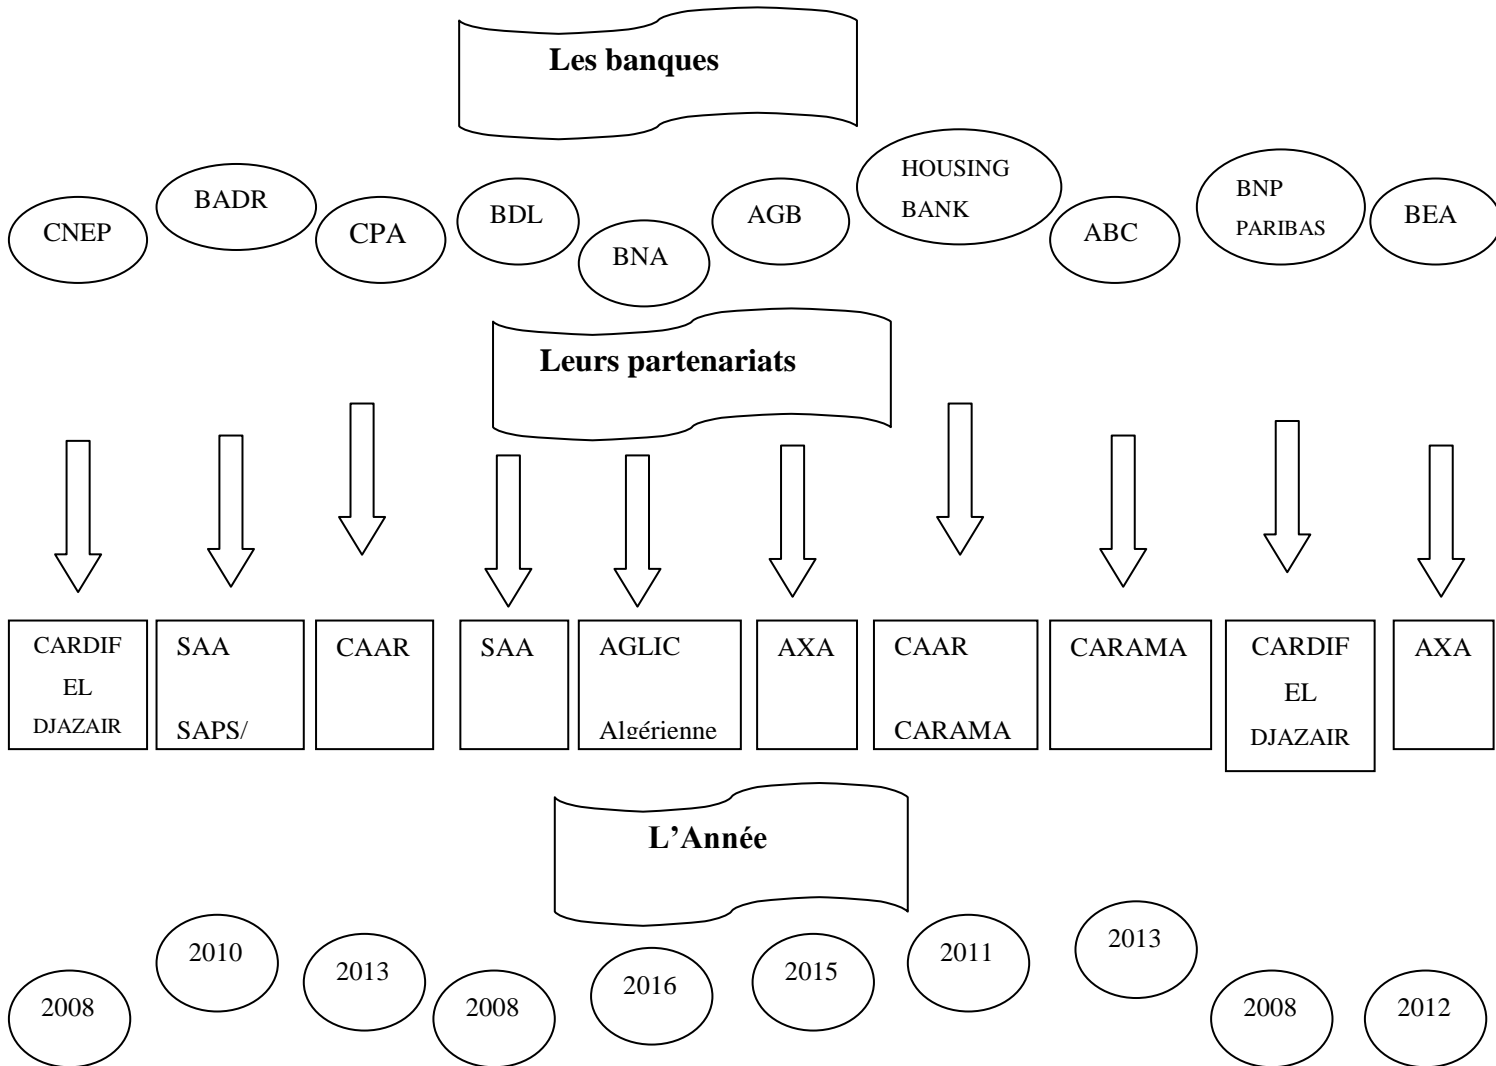 Les banques
CNEP
BADR
CPA
BDL
BNA
AGB
HOUSING
BANK
ABC
BNP
PARIBAS
BEA
Leurs partenariats
CARDIF
EL
DJAZAIR
SAA
SAPS/
CAAR
SAA
AGLIC
Algérienne
AXA
CAAR
CARAMA
CARAMA
CARDIF
EL
DJAZAIR
AXA
L’Année
2008
2010
2013
2008
2016
2015
2011
2013
2008
2012